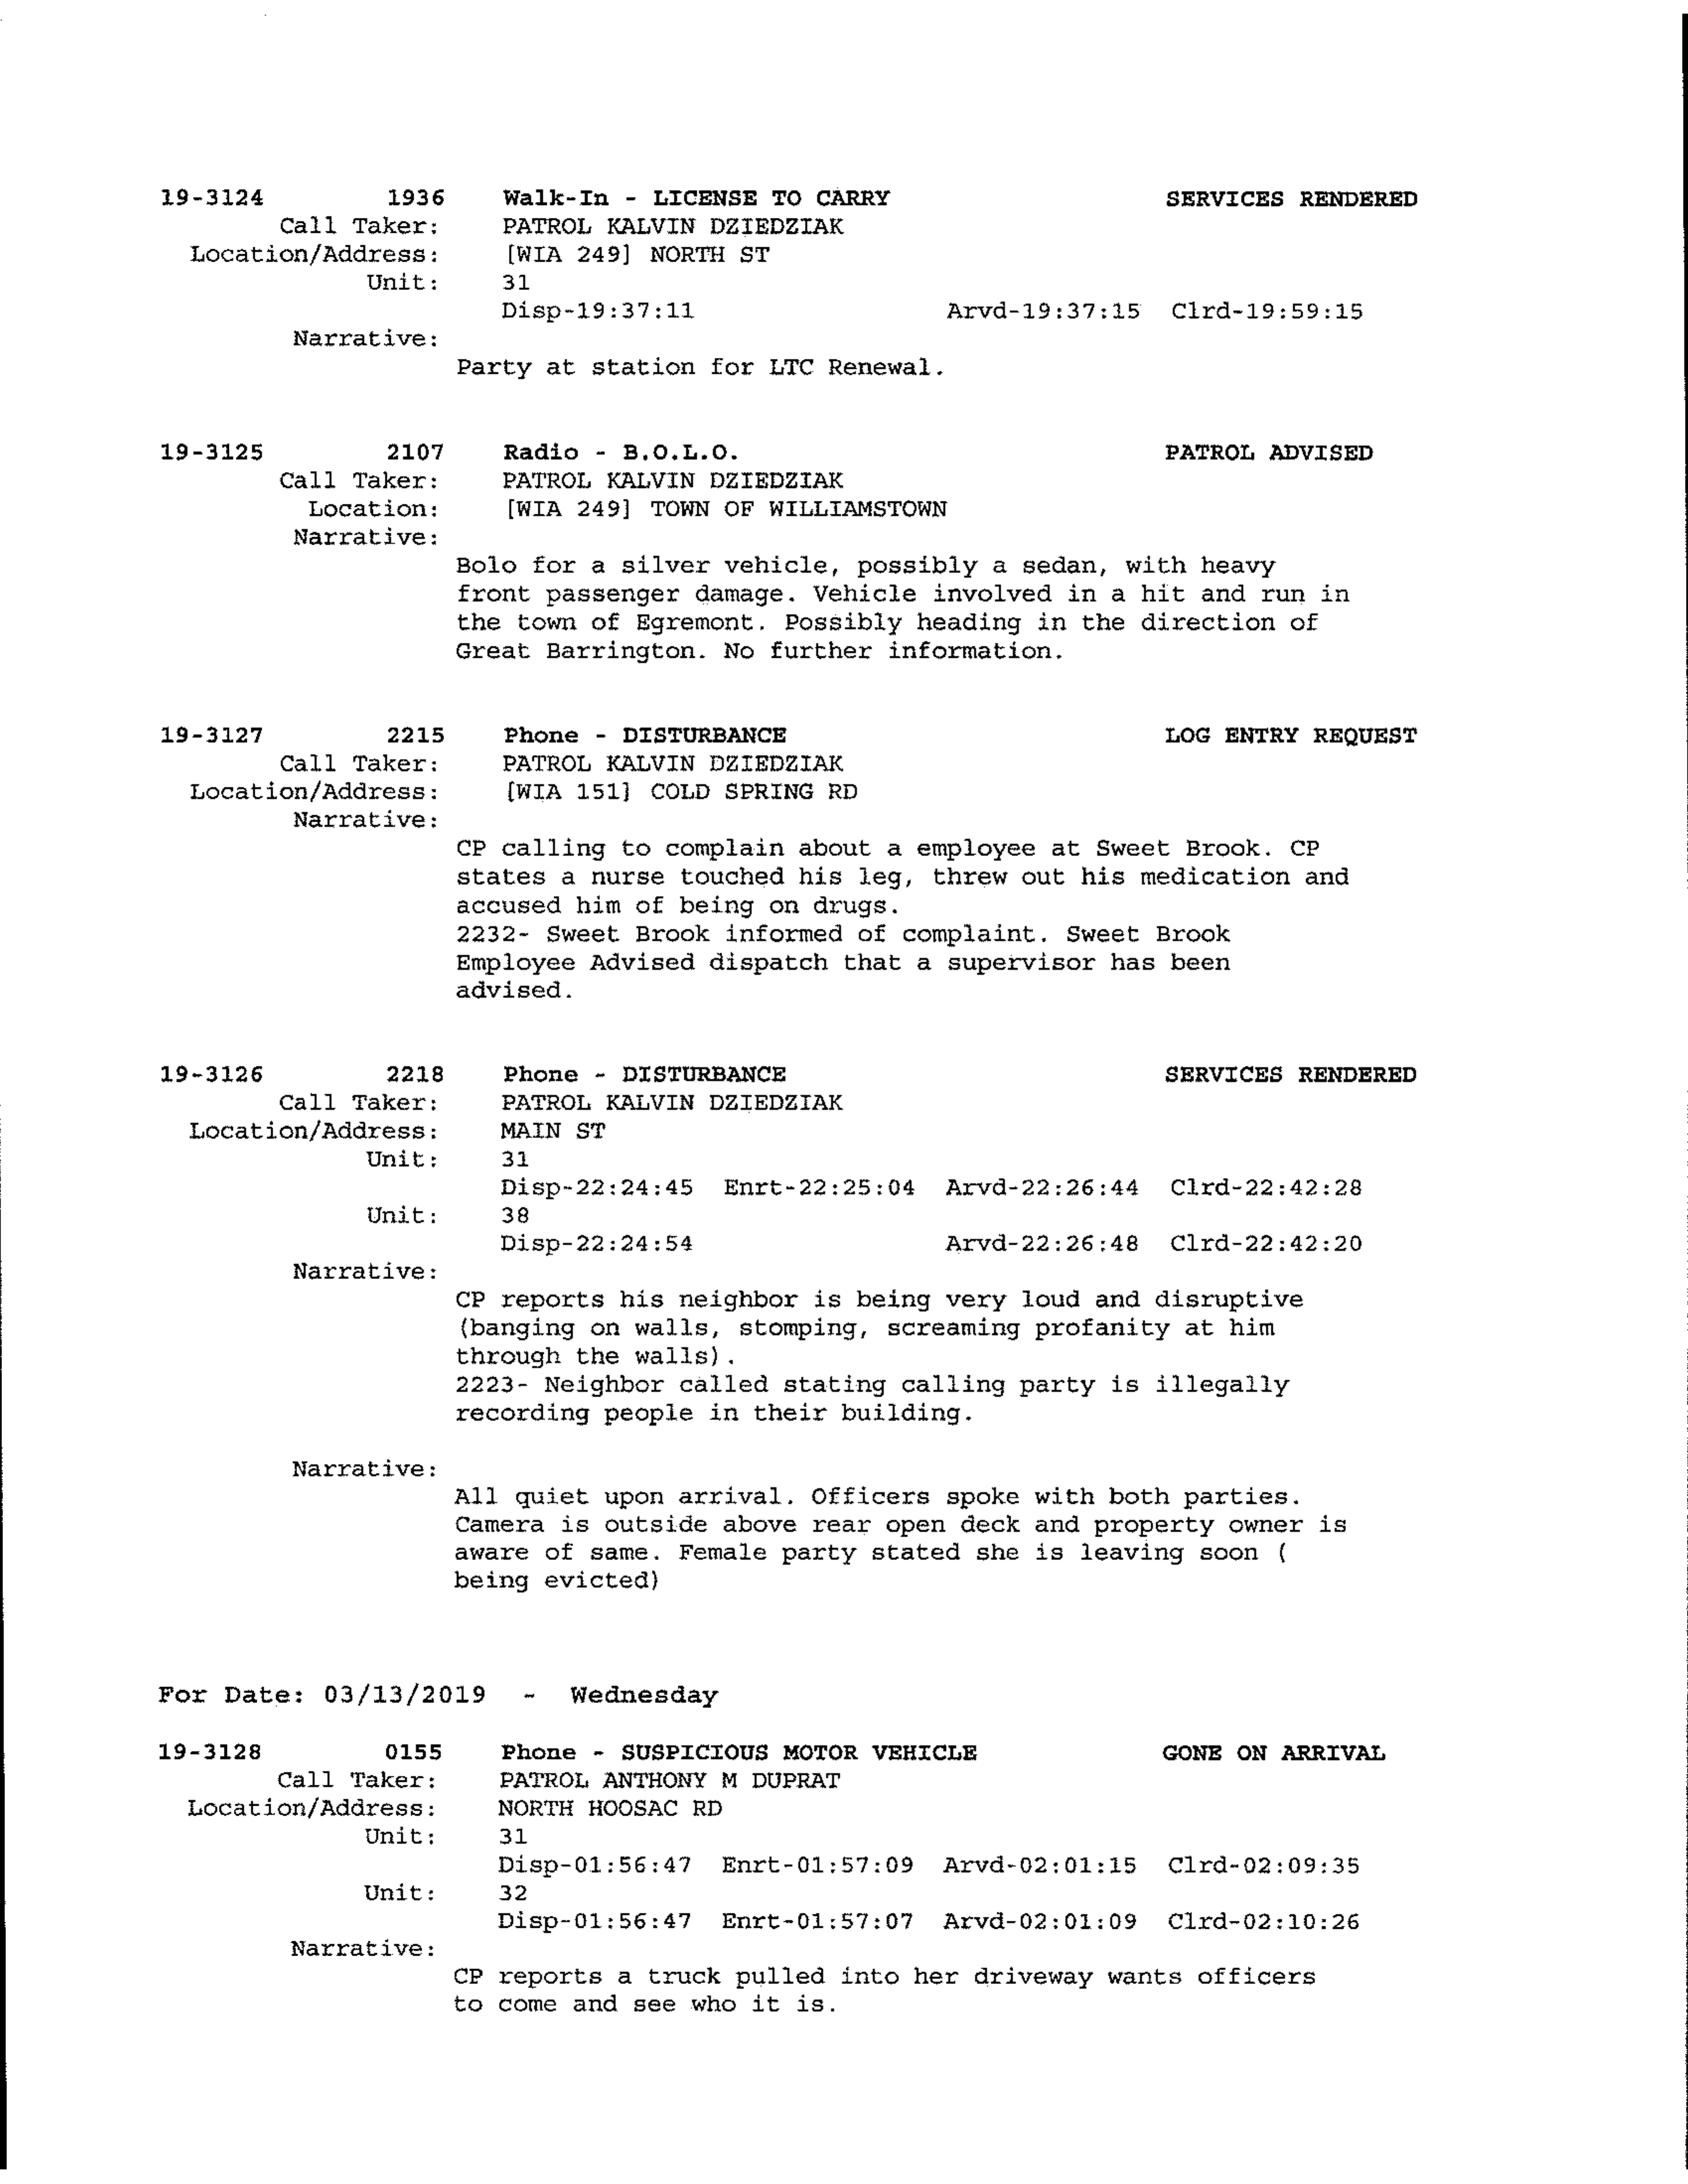 19-3124 1936 Walk-In - LICENSE TO CARRY SERVICES RENDERED
Call Taker: PATROL KALVIN DZIEDZIAK
Location/Address: [WIA 249] NORTH ST
Unit: 31
Disp-19:37:11 Arvd-19:37:15 Clrd-19:59:15
Narrative:
Party at station for LTC Renewal.
19-3125 2107 Radio - B.O.L.O. PATROL ADVISED
Call Taker: PATROL KALVIN DZIEDZIAK
Location: [WIA 249] TOWN OF WILLIAMSTOWN
Narrative:
Bolo for a silver vehicle, possibly a sedan, with heavy
front passenger damage. Vehicle involved in a hit and run in
the town of Egremont. Possibly heading in the direction of
Great Barrington. No further information.
19-3127 2215 Phone - DISTURBANCE LOG ENTRY REQUEST
Call Taker: PATROL KALVIN DZIEDZIAK
Location/Address: [WIA 151] COLD SPRING RD
Narrative:
CP calling to complain about a employee at Sweet Brook. CP
states a nurse touched his leg, threw out his medication and
accused him of being on drugs.
2232- Sweet Brook informed of complaint. Sweet Brook
Employee Advised dispatch that a supervisor has been
advised.
19-3126 2218 Phone - DISTURBANCE SERVICES RENDERED
Call Taker: PATROL KALVIN DZIEDZIAK
Location/Address: MAIN ST
Unit: 31
Disp-22:24:45 Enrt-22:25:04 Arvd-22:26:44 Clrd-22:42:28
Unit: 38
Disp-22:24:54 Arvd-22:26:48 Clrd-22:42:20
Narrative:
CP reports his neighbor is being very loud and disruptive
(banging on walls, stomping, screaming profanity at him
through the walls).
2223- Neighbor called stating calling party is illegally
recording people in their building.
Narrative:
All quiet upon arrival. Officers spoke with both parties.
Camera is outside above rear open deck and property owner is
aware of same. Female party stated she is leaving soon (
being evicted)
For Date: 03/13/2019 - Wednesday
19-3128 0155 Phone - SUSPICIOUS MOTOR VEHICLE GONE ON ARRIVAL
Call Taker: PATROL ANTHONY M DUPRAT
Location/Address: NORTH HOOSAC RD
Unit: 31
Disp-01:56:47 Enrt-01:57:09 Arvd-02:01:15 Clrd-02:09:35
Unit: 32
Disp-01:56:47 Enrt-01:57:07 Arvd-02:01:09 Clrd-02:10:26
Narrative:
CP reports a truck pulled into her driveway wants officers
to come and see who it is.